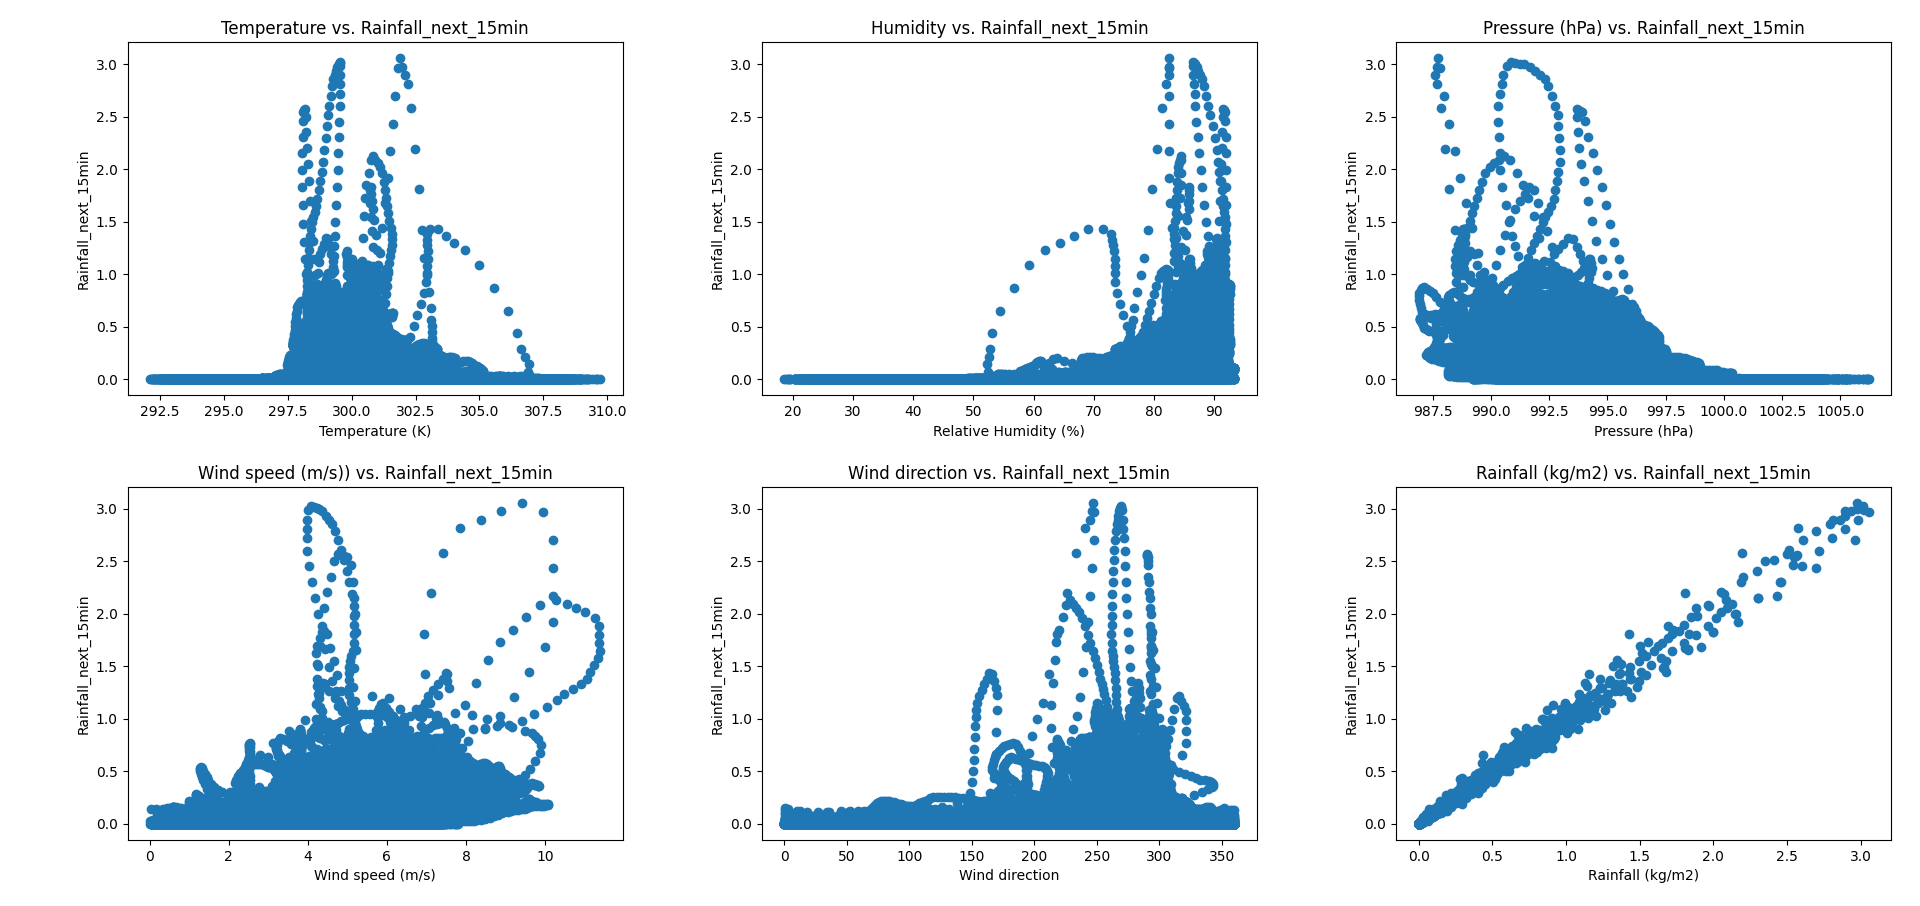 Temperature vs. Rainfall_next_15min
Rainfall_next_15min
3.0
2.5
2.0
1.5
1.0
0.5
0.0
292.5 295.0 297.5 300.0 302.5 305.0 307.5 310.0
Temperature (K)
Humidity vs. Rainfall_next_15min
Rainfall_next_15min
3.0
2.5
2.0
1.5
1.0
0.5
0.0
20 30 40 50 60 70 80 90
Relative Humidity (%)
Pressure (hPa) vs. Rainfall_next_15min
Rainfall_next_15min
3.0
2.5
2.0
1.5
1.0
0.5
0.0
987.5 990.0 992.5 995.0 997.5 1000.0 1002.5 1005.0
Pressure (hPa)
Wind speed (m/s)) vs. Rainfall_next_15min
Rainfall_next_15min
3.0
2.5
2.0
1.5
1.0
0.5
0.0
0 2 4 6 8 10
Wind speed (m/s)
Wind direction vs. Rainfall_next_15min
Rainfall_next_15min
3.0
2.5
2.0
1.5
1.0
0.5
0.0
0 50 100 150 200 250 300 350
Wind direction
Rainfall (kg/m2) vs. Rainfall_next_15min
Rainfall_next_15min
3.0
2.5
2.0
1.5
1.0
0.5
0.0
0.0 0.5 1.0 1.5 2.0 2.5 3.0
Rainfall (kg/m2)